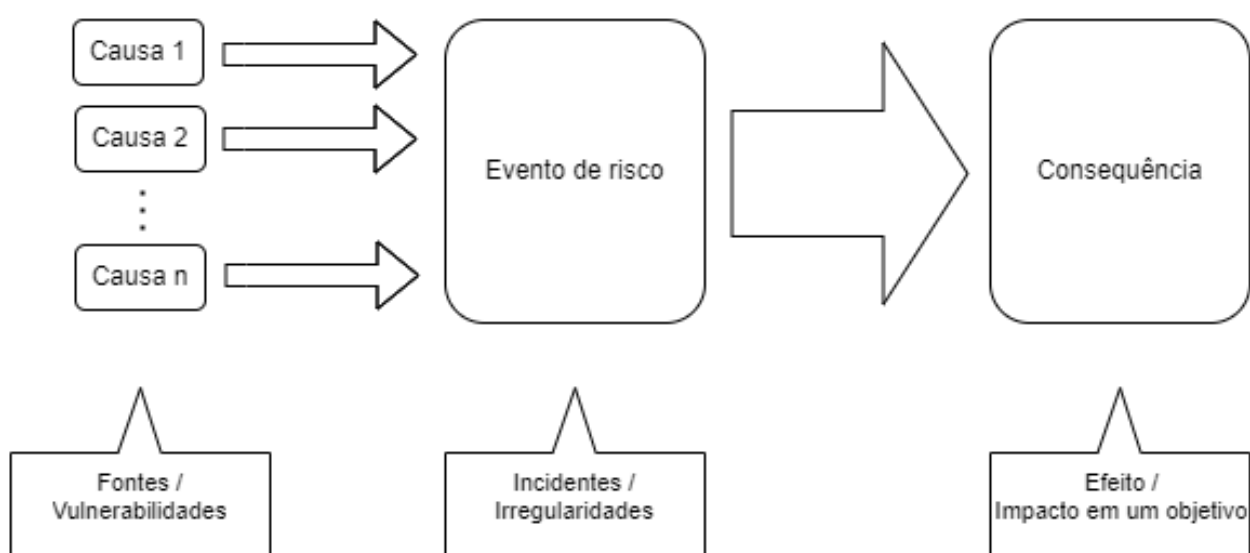 Causa 1
Causa 2
Causa n
Evento de risco
Consequência
Fontes /
Vulnerabilidades
Incidentes /
Irregularidades
Efeito /
Impacto em um objetivo